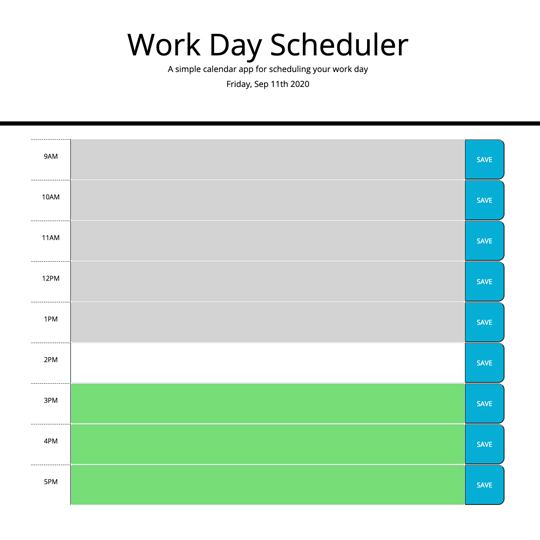 Work Day Scheduler
A simple calendar app for scheduling your work day
Friday, Sep 11th 2020
9AM SAVE
10AM SAVE
11AM SAVE
12PM SAVE
1PM SAVE
2PM SAVE
3PM SAVE
4PM SAVE
5PM SAVE